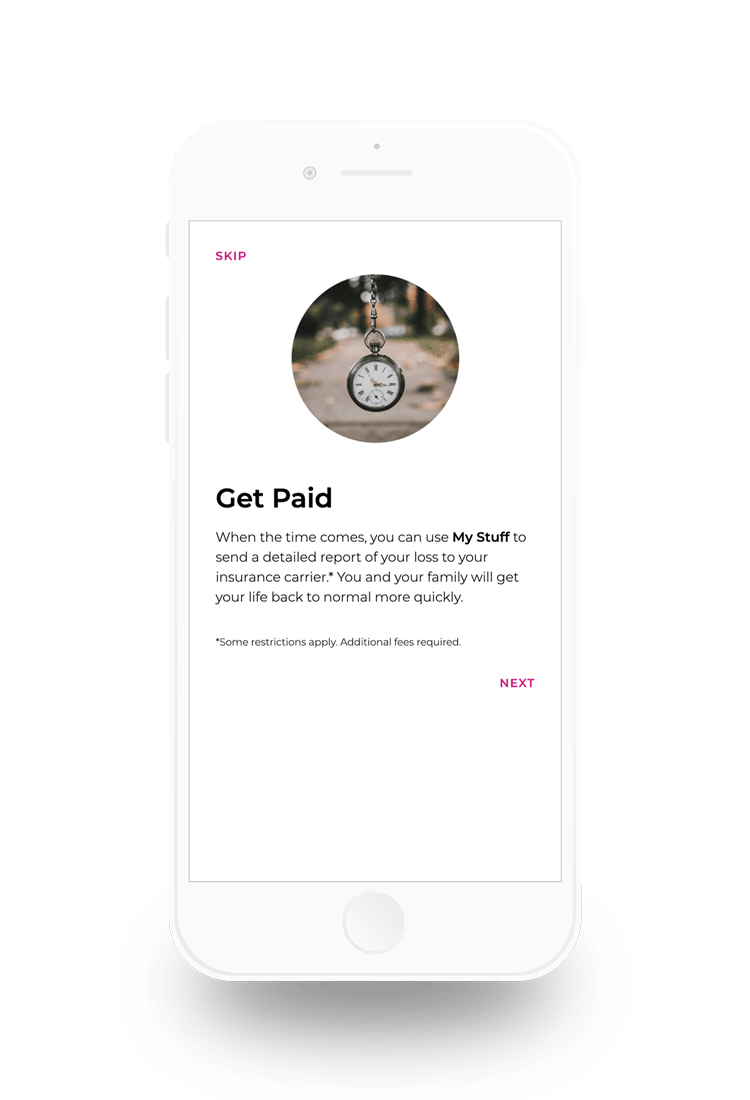 SKIP
Get Paid
When the time comes, you can use My Stuff to
send a detailed report of your loss to your
insurance carrier.* You and your family will get
your life back to normal more quickly.
*Some restrictions apply. Additional fees required.
NEXT